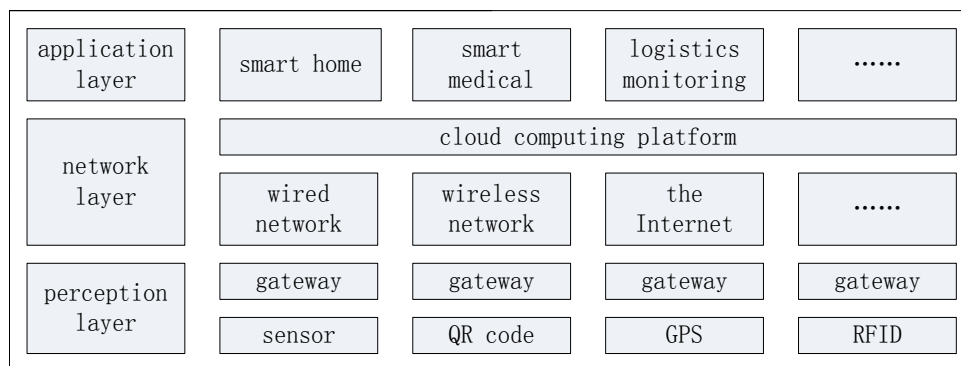 application
layer
smart home
smart
medical
logistics
monitoring
……
network
layer
cloud computing platform
wired
network
wireless
network
the
Internet
……
perception
layer
gateway
gateway
gateway
gateway
sensor
QR code
GPS
RFID